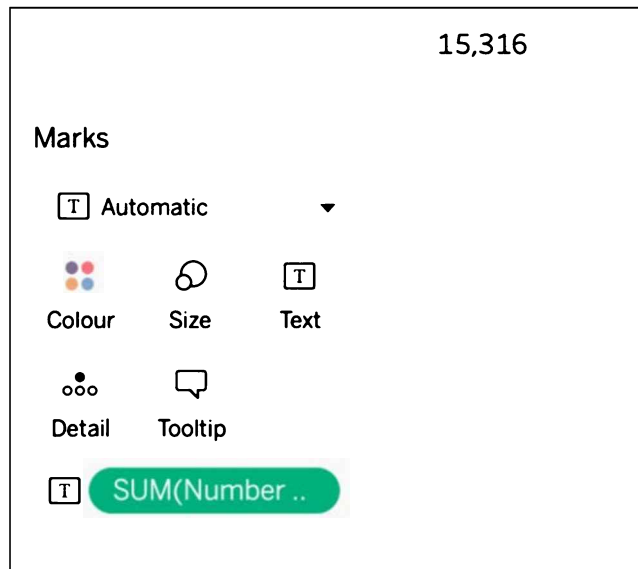 15,316
Marks
T Automatic
Colour Size Text
Detail Tooltip
T SUM(Number ..